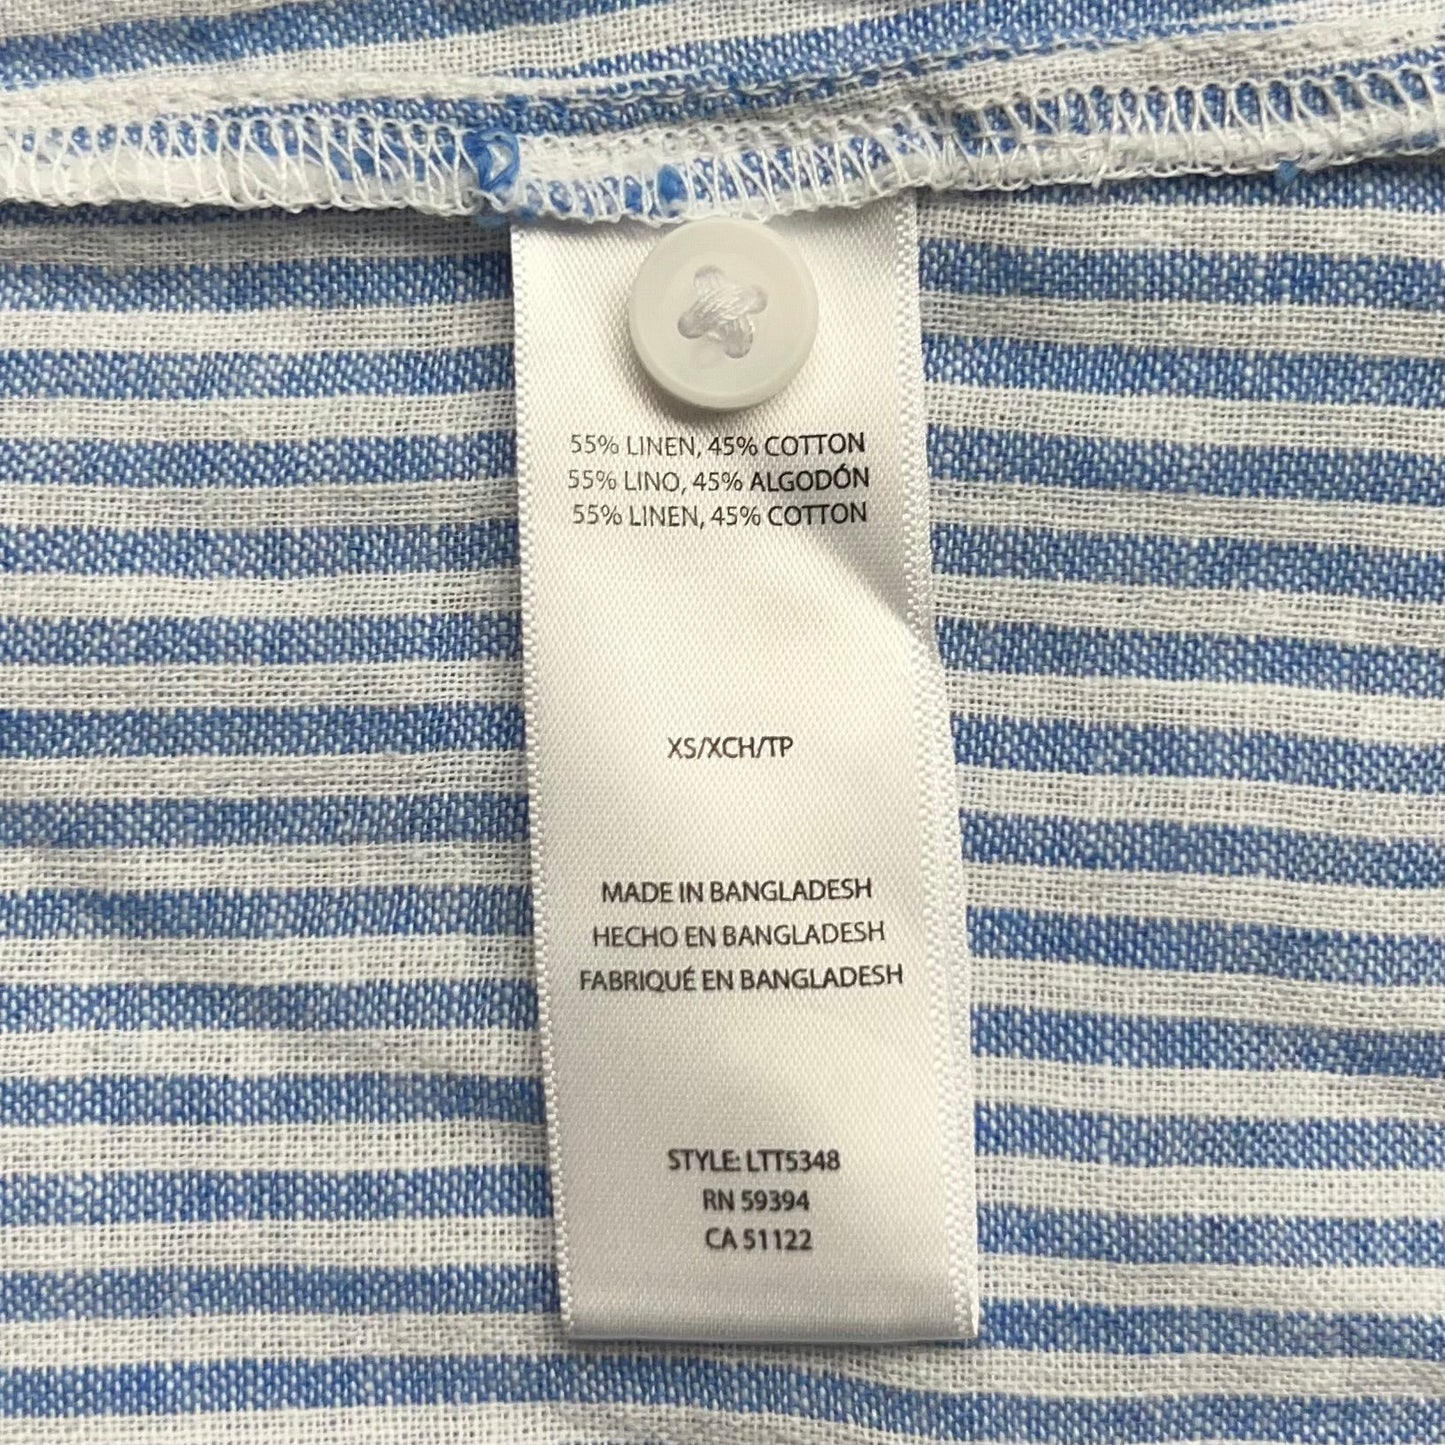 55% LINEN, 45% COTTON
55% LINO, 45% ALGODÓN
55% LINEN, 45% COTTON
XS/XCH/TP
MADE IN BANGLADESH
HECHO EN BANGLADESH
FABRIQUÉ EN BANGLADESH
STYLE: LTT5348
RN 59394
CA 51122